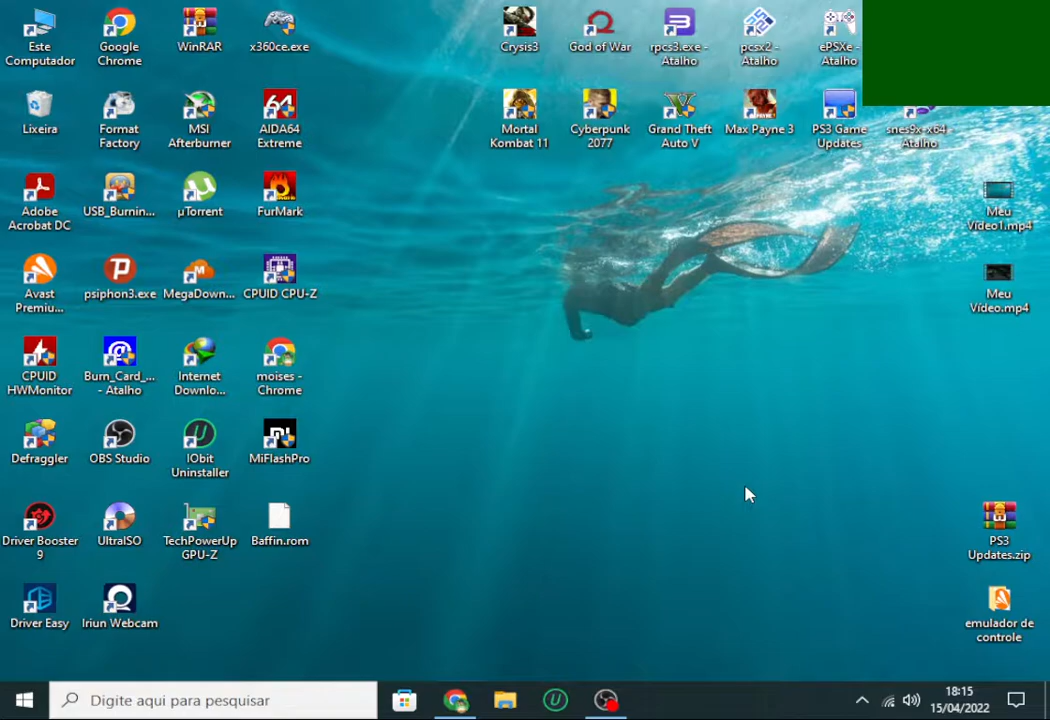 Este
Computador
Google
Chrome
WinRAR
x360ce.exe
Crysis3
God of War
rpcs3.exe -
Atalho
pcsx2 -
Atalho
ePSXe -
Atalho
Lixeira
Format
Factory
MSI
Afterburner
64
AIDA64
Extreme
Mortal
Kombat 11
Cyberpunk
2077
Grand Theft
Auto V
Max Payne 3
PS3 Game
Updates
snes9x-x64 -
Atalho
Adobe
Acrobat DC
USB_Burnin...
µTorrent
FurMark
Meu
Vídeo1.mp4
Avast
Premiu...
psiphon3.exe
MegaDown...
CPUID CPU-Z
Meu
Vídeo.mp4
CPUID
HWMonitor
Burn_Card_...
- Atalho
Internet
Downlo...
moises -
Chrome
Defraggler
OBS Studio
IObit
Uninstaller
MiFlashPro
Driver Booster
9
UltraISO
TechPowerUp
GPU-Z
Baffin.rom
PS3
Updates.zip
Driver Easy
Iriun Webcam
emulador de
controle
Digite aqui para pesquisar
18:15
15/04/2022